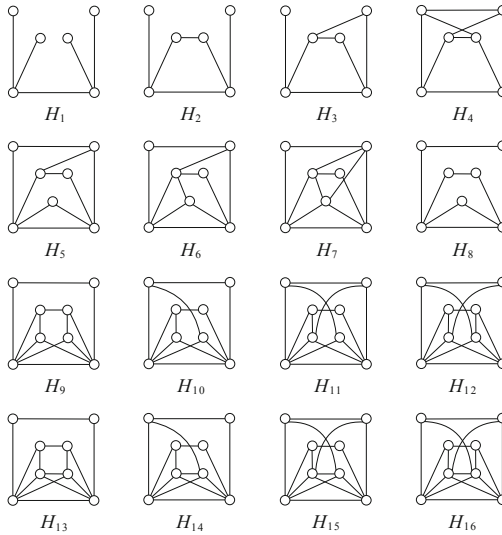 H₁ H₂ H₃ H₄
H₅ H₆ H₇ H₈
H₉ H₁₀ H₁₁ H₁₂
H₁₃ H₁₄ H₁₅ H₁₆